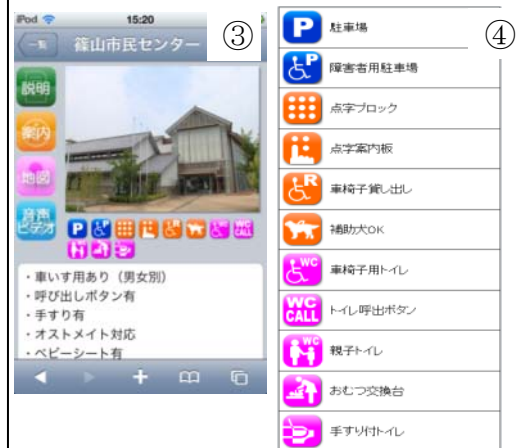 iPod 15:20
一覧 篠山市民センター ③
説明
案内
地図
音声
ビデオ
P R WC WC CALL
WC
・車いす用あり（男女別）
・呼び出しボタン有
・手すり有
・オストメイト対応
・ベビーシート有
④
P 駐車場
P 障害者用駐車場
点字ブロック
点字案内板
R 車椅子貸し出し
補助犬OK
WC 車椅子用トイレ
WC CALL トイレ呼出ボタン
WC 親子トイレ
おむつ交換台
手すり付トイレ